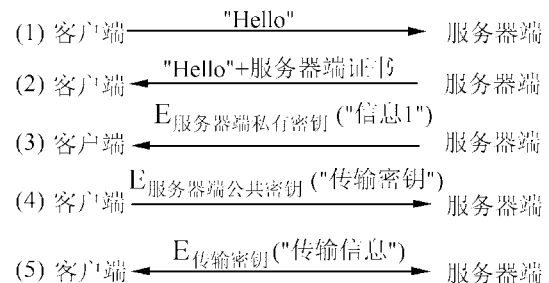 (1) 客户端 "Hello" 服务器端
(2) 客户端 "Hello"+服务器端证书 服务器端
(3) 客户端 E服务器端私有密钥 ("信息1") 服务器端
(4) 客户端 E服务器端公共密钥 ("传输密钥") 服务器端
(5) 客户端 E传输密钥("传输信息") 服务器端